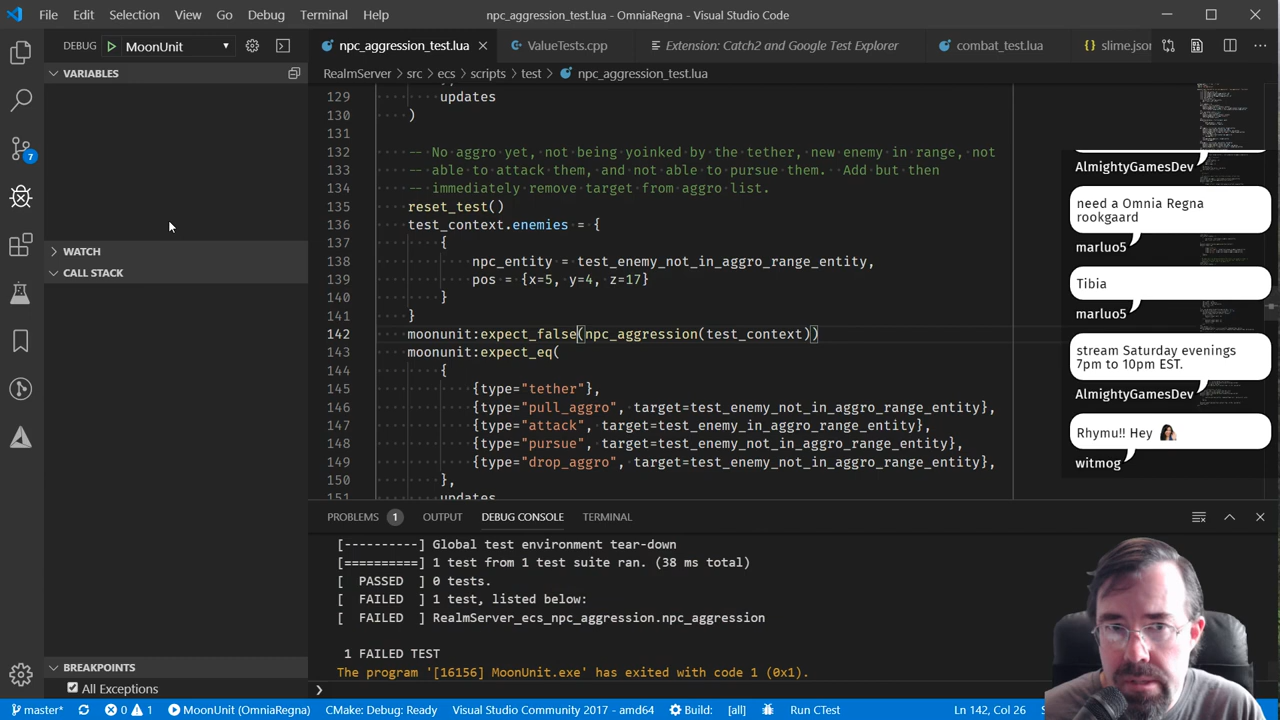 File Edit Selection View Go Debug Terminal Help
npc_aggression_test.lua - OmniaRegna - Visual Studio Code
DEBUG MoonUnit
npc_aggression_test.lua ValueTests.cpp Extension: Catch2 and Google Test Explorer combat_test.lua {} slime.json
VARIABLES
RealmServer > src > ecs > scripts > test > npc_aggression_test.lua
129 updates
130 )
131
132 -- No aggro yet, not being yoinked by the tether, new enemy in range, not
133 -- able to attack them, and not able to pursue them. Add but then
134 -- immediately remove target from aggro list.
135 reset_test()
136 test_context.enemies = {
137 {
138 npc_entity = test_enemy_not_in_aggro_range_entity,
139 pos = {x=5, y=4, z=17}
140 }
141 }
142 moonunit:expect_false(npc_aggression(test_context))
143 moonunit:expect_eq(
144 {
145 {type="tether"},
146 {type="pull_aggro", target=test_enemy_not_in_aggro_range_entity},
147 {type="attack", target=test_enemy_in_aggro_range_entity},
148 {type="pursue", target=test_enemy_not_in_aggro_range_entity},
149 {type="drop_aggro", target=test_enemy_not_in_aggro_range_entity},
150 },
151 updates
7
WATCH
CALL STACK
BREAKPOINTS
All Exceptions
AlmightyGamesDev
need a Omnia Regna
rookgaard
marluo5
Tibia
marluo5
stream Saturday evenings
7pm to 10pm EST.
AlmightyGamesDev
Rhymu!! Hey
witmog
PROBLEMS 1 OUTPUT DEBUG CONSOLE TERMINAL
[----------] Global test environment tear-down
[==========] 1 test from 1 test suite ran. (38 ms total)
[ PASSED ] 0 tests.
[ FAILED ] 1 test, listed below:
[ FAILED ] RealmServer_ecs_npc_aggression.npc_aggression
1 FAILED TEST
The program '[16156] MoonUnit.exe' has exited with code 1 (0x1).
master* 0 1 MoonUnit (OmniaRegna) CMake: Debug: Ready Visual Studio Community 2017 - amd64 Build: [all] Run CTest Ln 142, Col 26